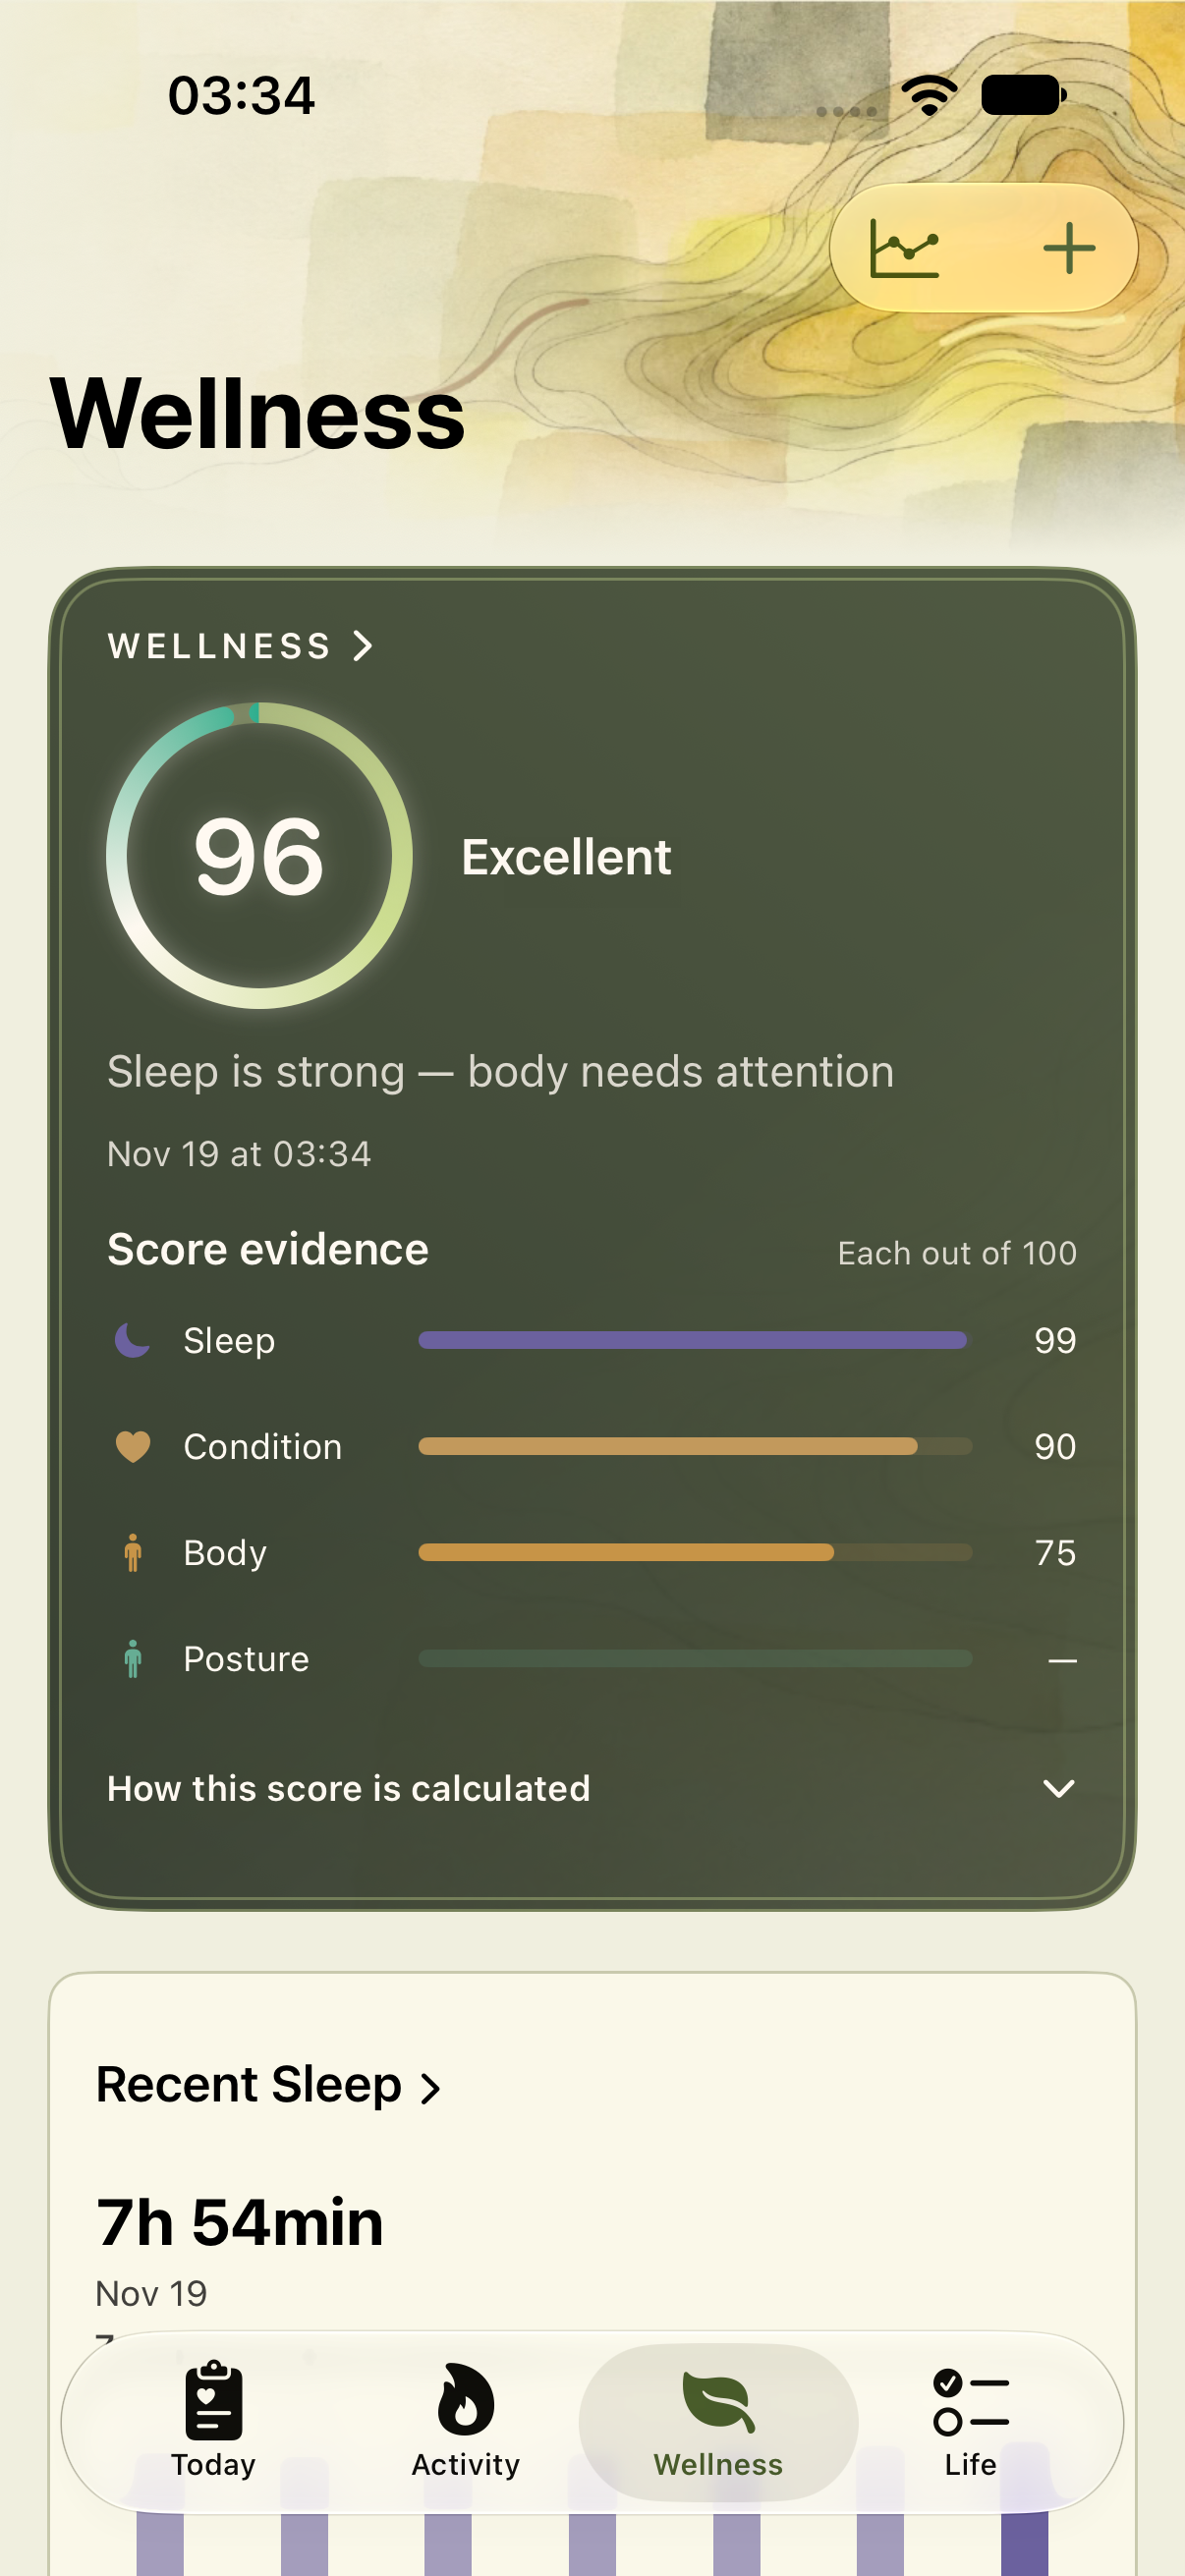 03:34
Wellness
WELLNESS
96
Excellent
Sleep is strong — body needs attention
Nov 19 at 03:34
Score evidence
Each out of 100
Sleep
99
Condition
90
Body
75
Posture
—
How this score is calculated
Recent Sleep
7h 54min
Nov 19
Today
Activity
Wellness
Life